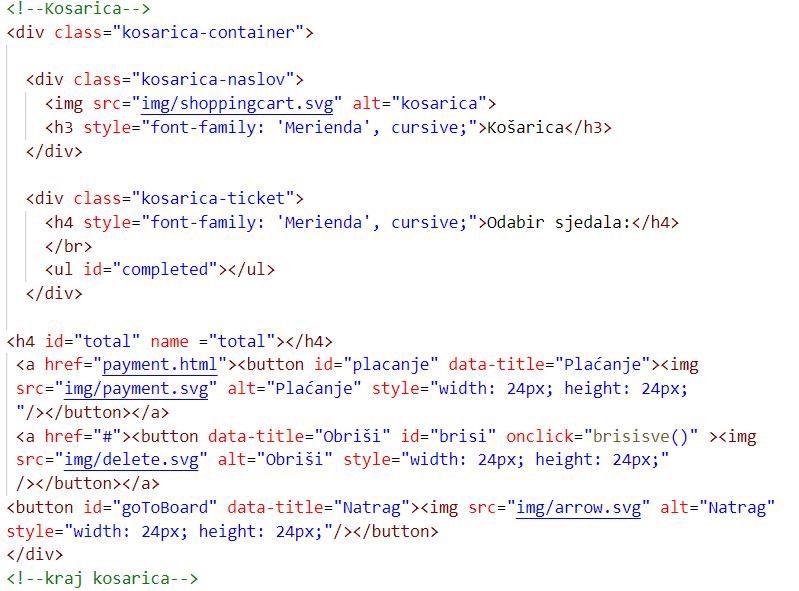 <!--Kosarica-->
<div class="kosarica-container">
<div class="kosarica-naslov">
<img src="img/shoppingcart.svg" alt="kosarica">
<h3 style="font-family: 'Merienda', cursive;">Košarica</h3>
</div>
<div class="kosarica-ticket">
<h4 style="font-family: 'Merienda', cursive;">Odabir sjedala:</h4>
</br>
<ul id="completed"></ul>
</div>
<h4 id="total" name ="total"></h4>
<a href="payment.html"><button id="placanje" data-title="Plaćanje"><img
src="img/payment.svg" alt="Plaćanje" style="width: 24px; height: 24px;
"/></button></a>
<a href="#"><button data-title="Obriši" id="brisi" onclick="brisisve()" ><img
src="img/delete.svg" alt="Obriši" style="width: 24px; height: 24px;"
/></button></a>
<button id="goToBoard" data-title="Natrag"><img src="img/arrow.svg" alt="Natrag"
style="width: 24px; height: 24px;"/></button>
</div>
<!--kraj kosarica-->